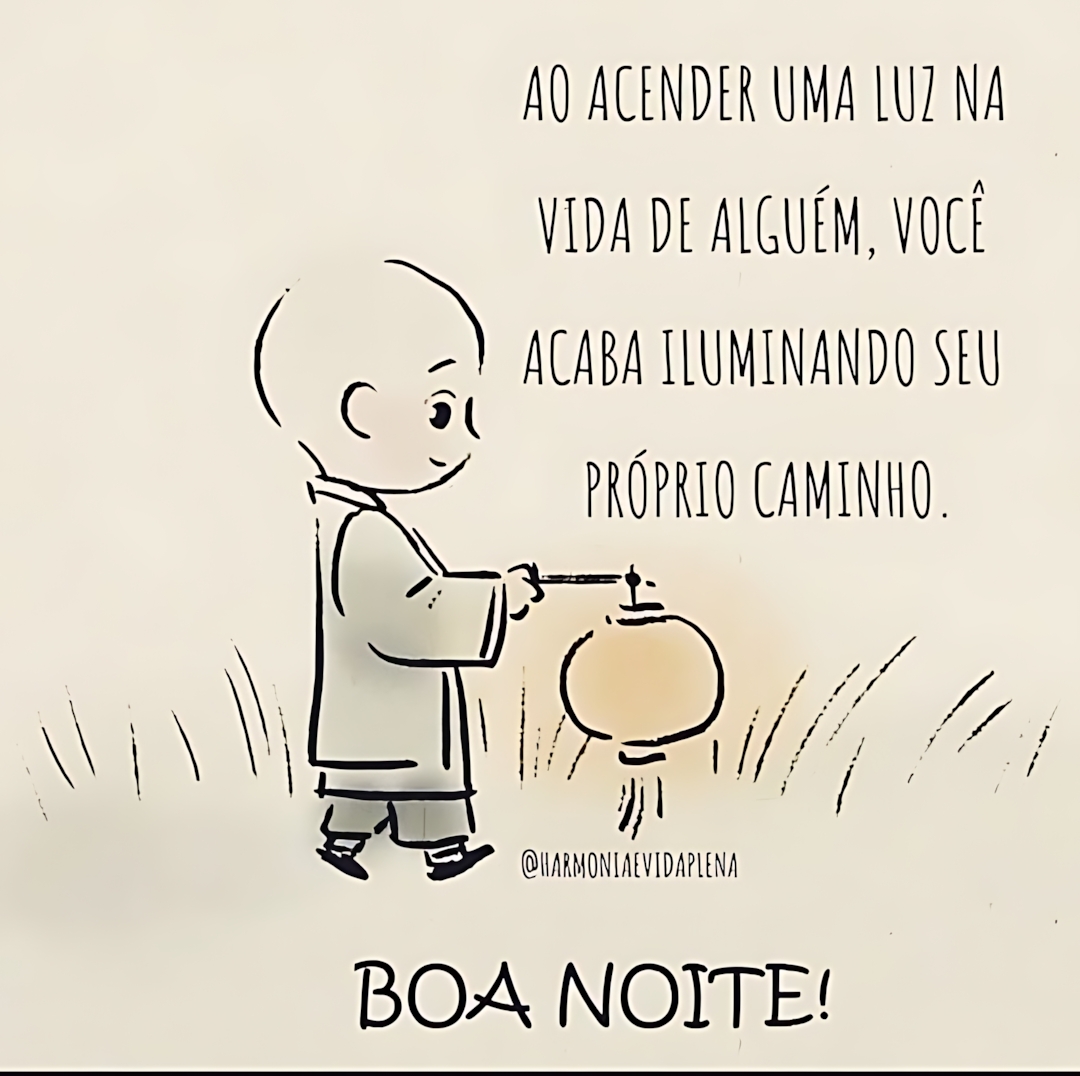 AO ACENDER UMA LUZ NA
VIDA DE ALGUÉM, VOCÊ
ACABA ILUMINANDO SEU
PRÓPRIO CAMINHO.
@HARMONIAEVIDAPLENA
BOA NOITE!